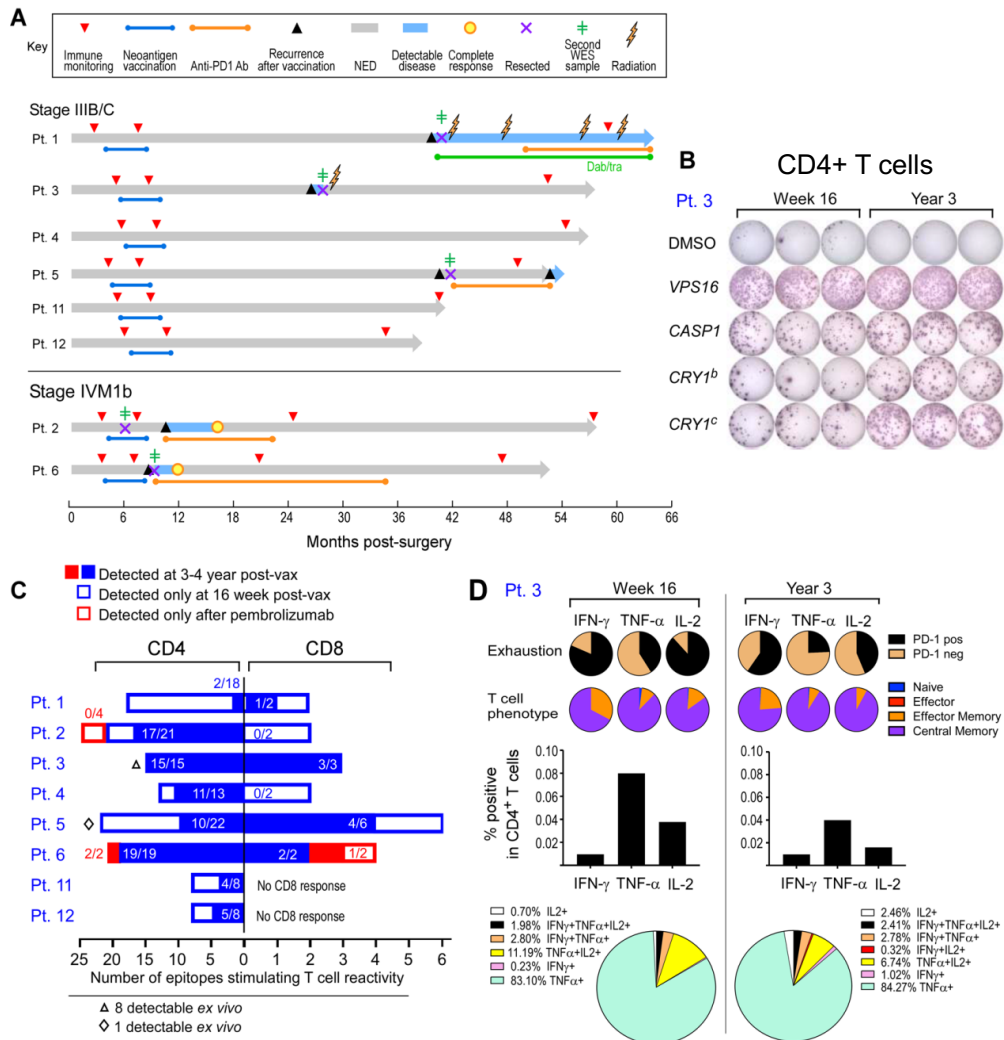 A
Key
Immune monitoring
Neoantigen vaccination
Anti-PD1 Ab
Recurrence after vaccination
NED
Detectable disease
Complete response
Resected
Second WES sample
Radiation
Stage IIIB/C
Pt. 1
Dab/tra
Pt. 3
Pt. 4
Pt. 5
Pt. 11
Pt. 12
Stage IVM1b
Pt. 2
Pt. 6
0 6 12 18 24 30 36 42 48 54 60 66
Months post-surgery
B
CD4+ T cells
Pt. 3
Week 16 Year 3
DMSO
VPS16
CASP1
CRY1ᵇ
CRY1ᶜ
C
Detected at 3-4 year post-vax
Detected only at 16 week post-vax
Detected only after pembrolizumab
CD4 CD8
2/18
Pt. 1 1/2
0/4
Pt. 2 17/21 0/2
Pt. 3 15/15 3/3
Pt. 4 11/13 0/2
Pt. 5 10/22 4/6
Pt. 6 2/2 19/19 2/2 1/2
Pt. 11 4/8 No CD8 response
Pt. 12 5/8 No CD8 response
25 20 15 10 5 0 1 2 3 4 5 6
Number of epitopes stimulating T cell reactivity
△ 8 detectable ex vivo
◇ 1 detectable ex vivo
D
Pt. 3
Week 16 Year 3
IFN-γ TNF-α IL-2 IFN-γ TNF-α IL-2
Exhaustion
PD-1 pos
PD-1 neg
T cell phenotype
Naive
Effector
Effector Memory
Central Memory
% positive in CD4⁺ T cells
0.10
0.08
0.06
0.04
0.02
IFN-γ TNF-α IL-2
0.10
0.08
0.06
0.04
0.02
IFN-γ TNF-α IL-2
0.70% IL2+
1.98% IFNγ+TNFα+IL2+
2.80% IFNγ+TNFα+
11.19% TNFα+IL2+
0.23% IFNγ+
83.10% TNFα+
2.46% IL2+
2.41% IFNγ+TNFα+IL2+
2.78% IFNγ+TNFα+
0.32% IFNγ+IL2+
6.74% TNFα+IL2+
1.02% IFNγ+
84.27% TNFα+